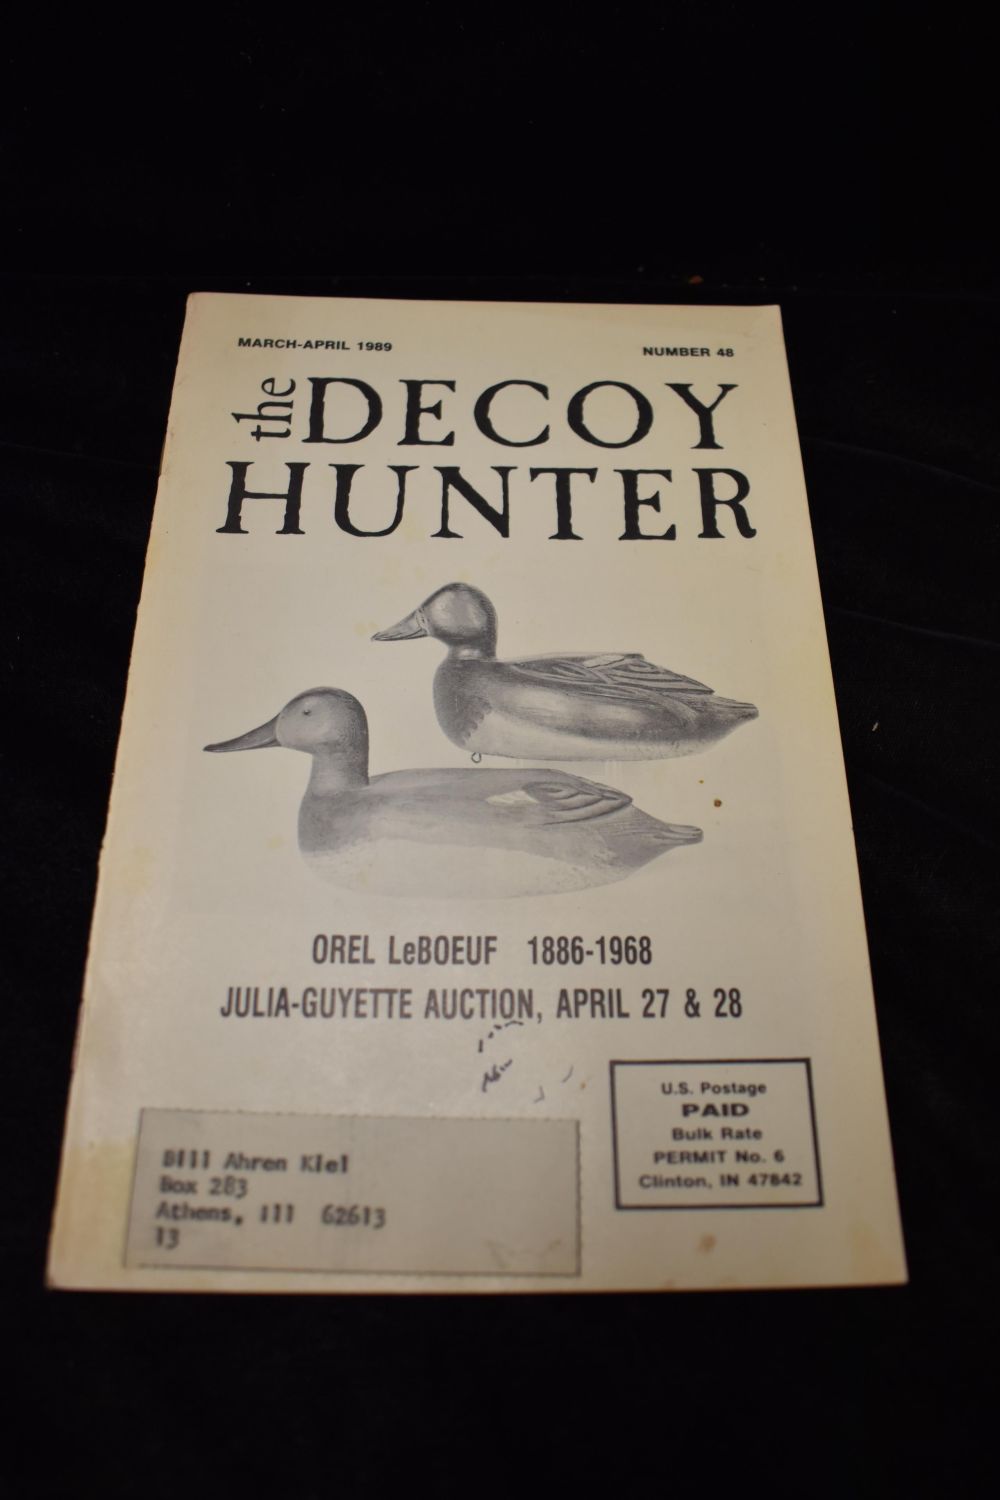 MARCH-APRIL 1989
NUMBER 48
the DECOY
HUNTER
OREL LeBOEUF 1886-1968
JULIA-GUYETTE AUCTION, APRIL 27 & 28
U.S. Postage
PAID
Bulk Rate
PERMIT No. 6
Clinton, IN 47842
Bill Ahren Kiel
Box 283
Athens, Ill 62613
13